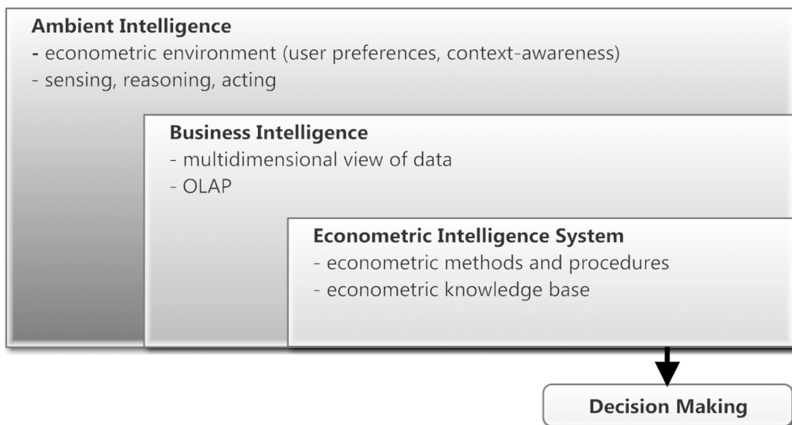 Ambient Intelligence
- econometric environment (user preferences, context-awareness)
- sensing, reasoning, acting
Business Intelligence
- multidimensional view of data
- OLAP
Econometric Intelligence System
- econometric methods and procedures
- econometric knowledge base
Decision Making